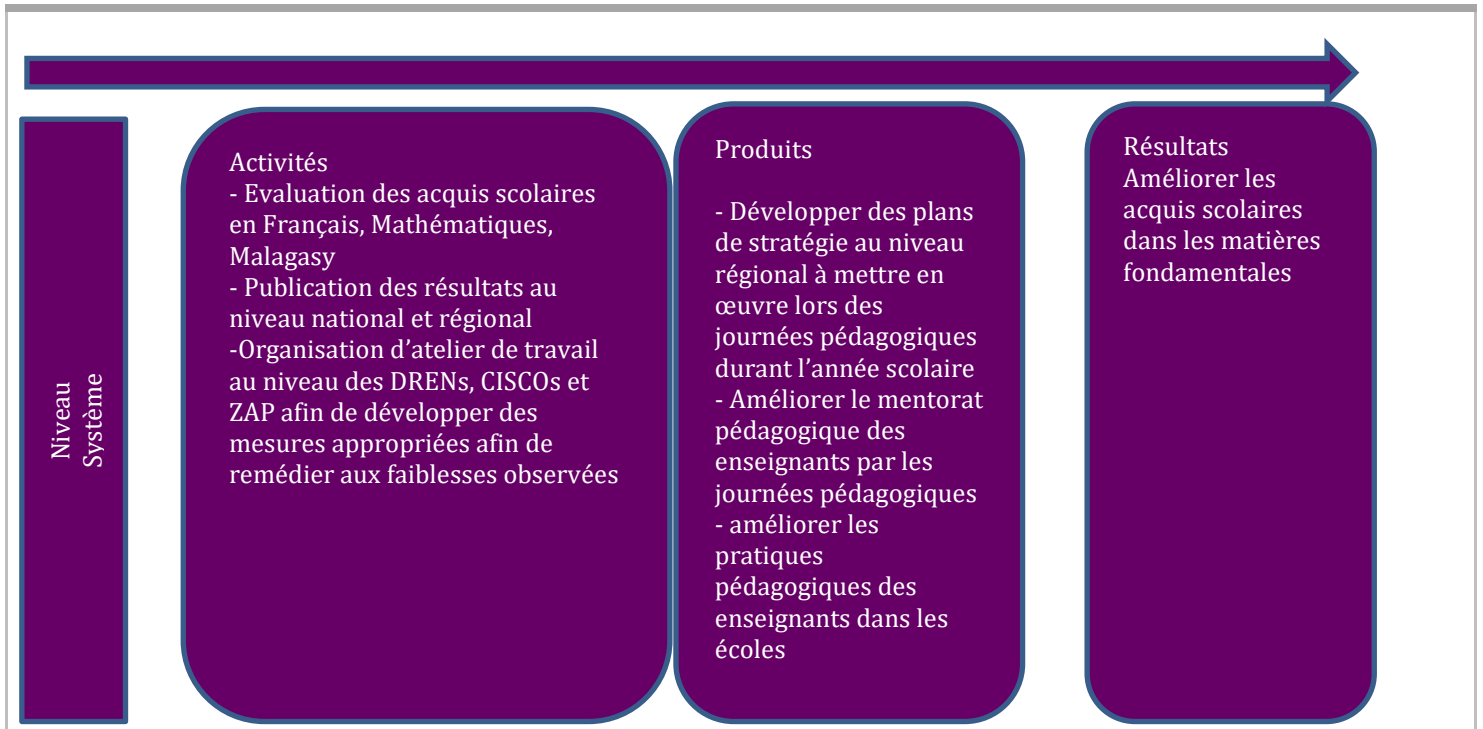 Niveau
Système
Activités
- Evaluation des acquis scolaires
en Français, Mathématiques,
Malagasy
- Publication des résultats au
niveau national et régional
-Organisation d’atelier de travail
au niveau des DRENs, CISCOs et
ZAP afin de développer des
mesures appropriées afin de
remédier aux faiblesses observées
Produits
- Développer des plans
de stratégie au niveau
régional à mettre en
œuvre lors des
journées pédagogiques
durant l’année scolaire
- Améliorer le mentorat
pédagogique des
enseignants par les
journées pédagogiques
- améliorer les
pratiques
pédagogiques des
enseignants dans les
écoles
Résultats
Améliorer les
acquis scolaires
dans les matières
fondamentales